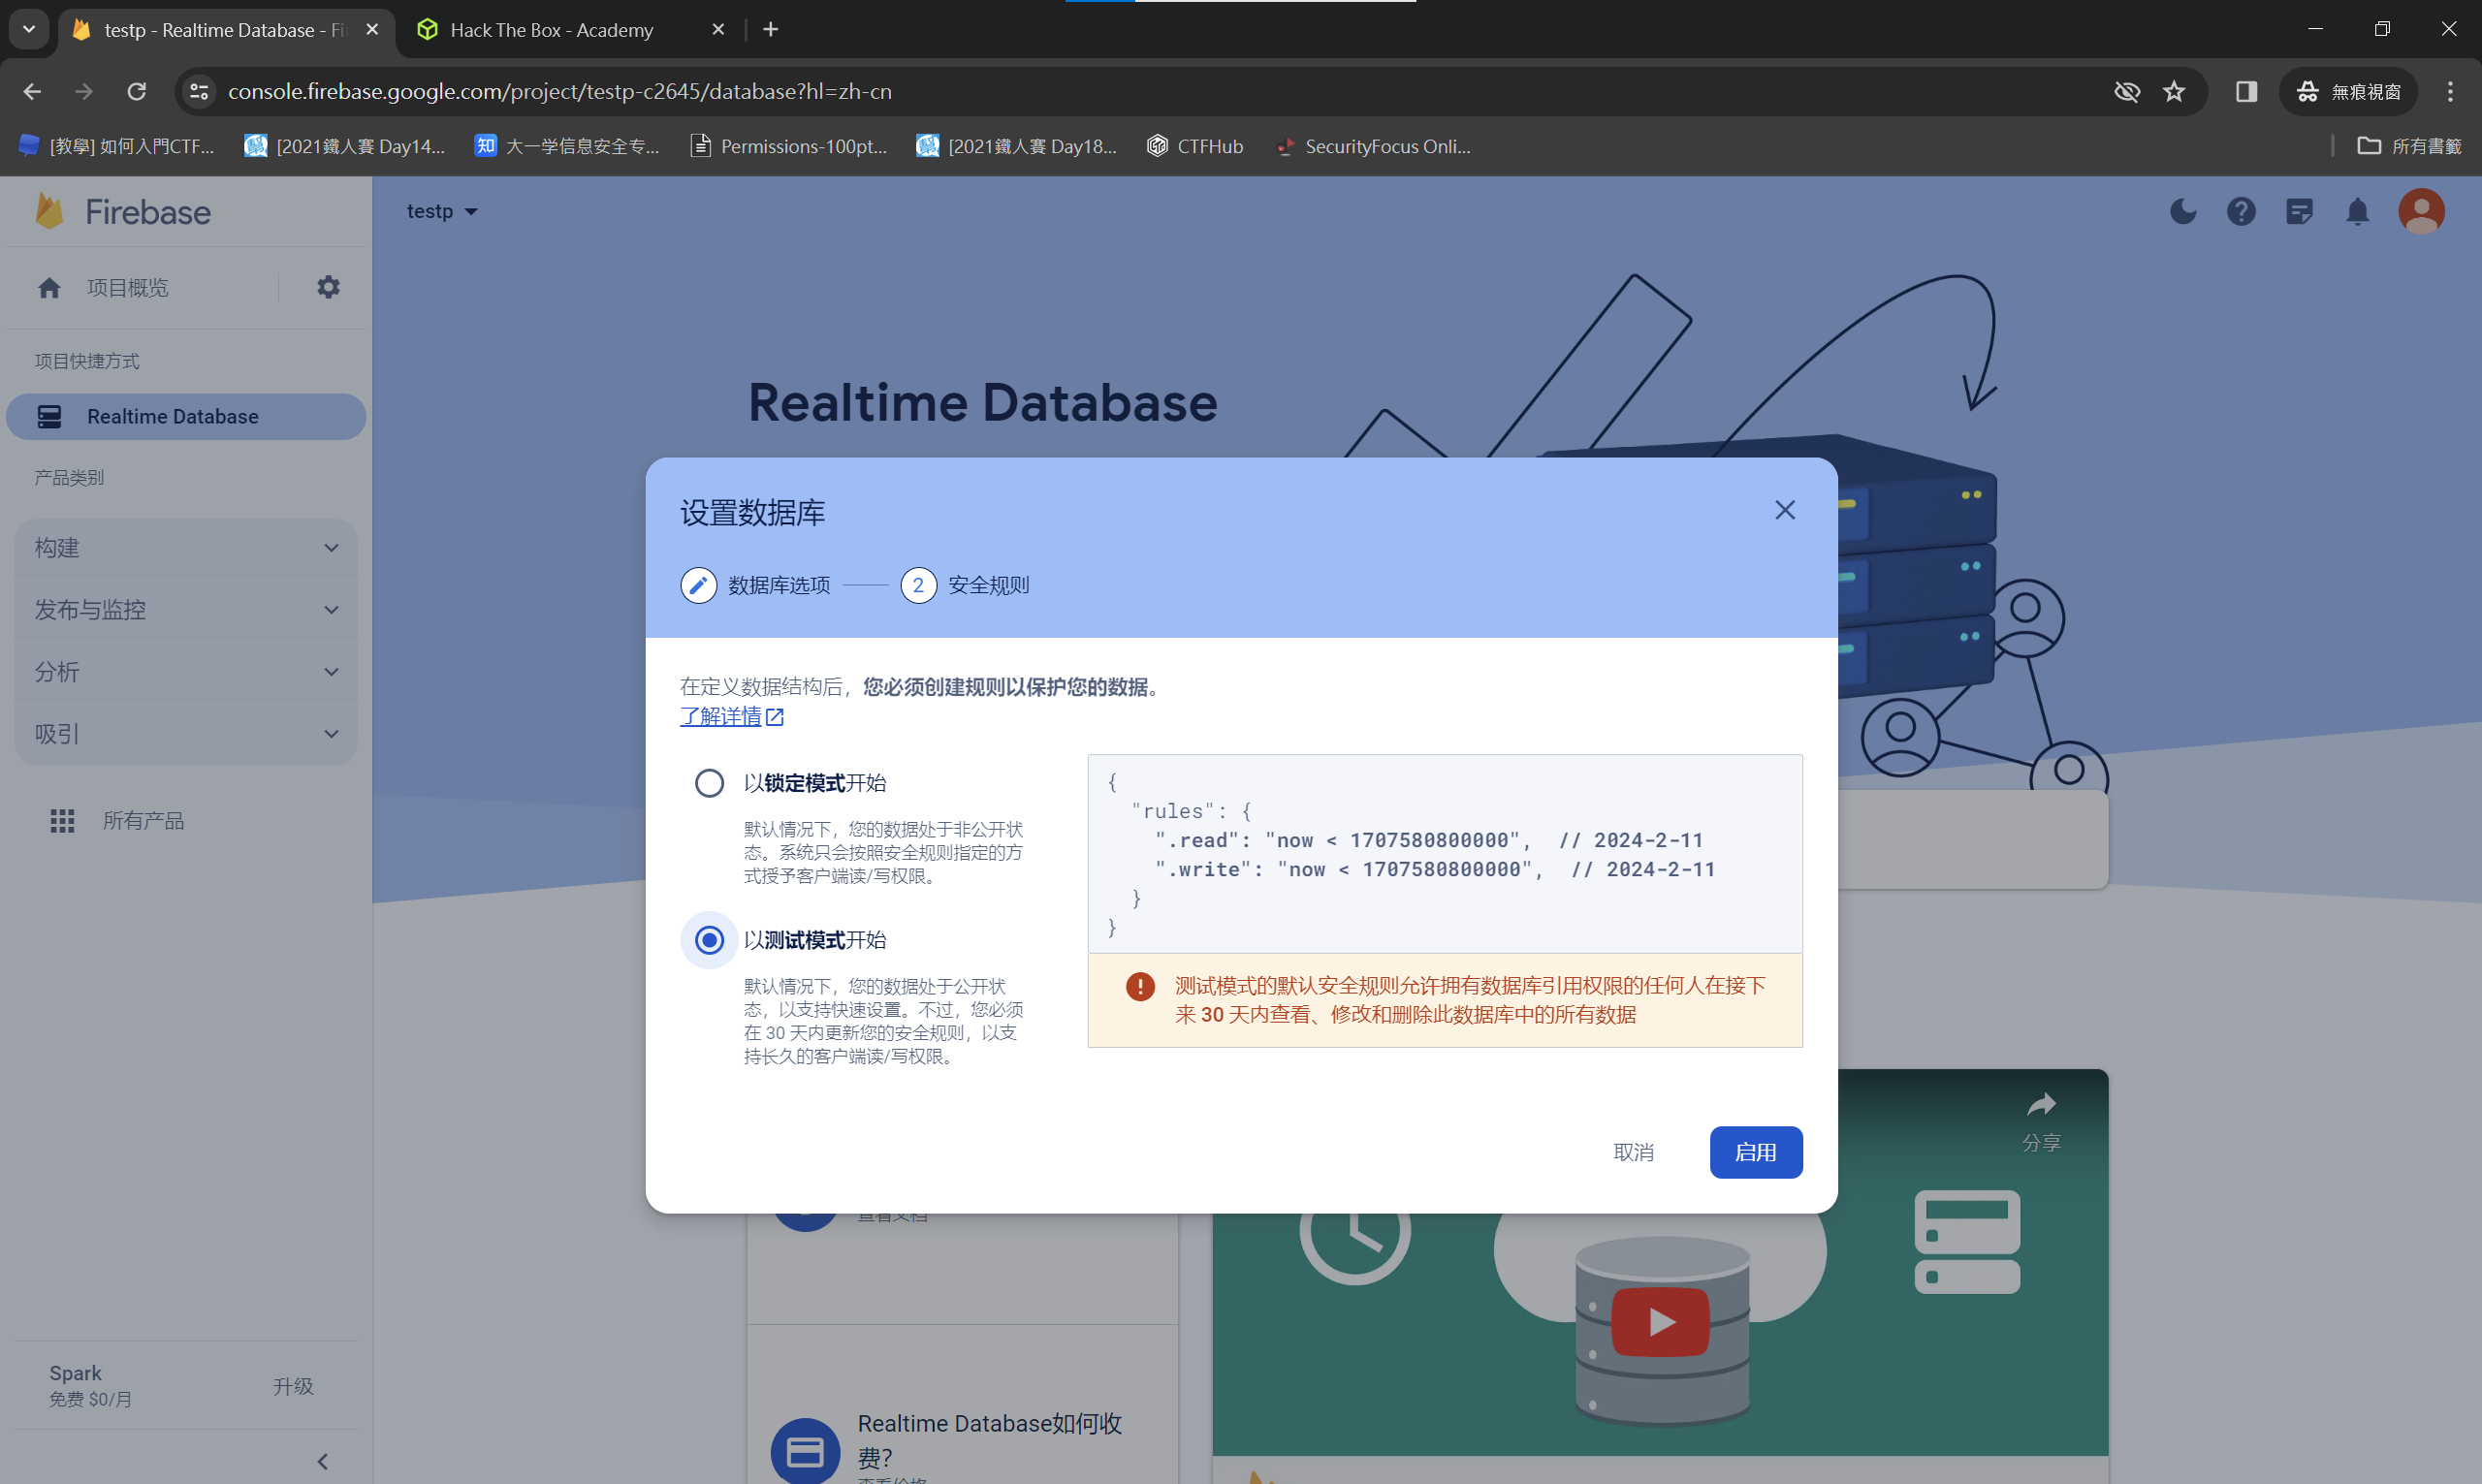 testp - Realtime Database - Fi
Hack The Box - Academy
console.firebase.google.com/project/testp-c2645/database?hl=zh-cn
無痕視窗
[教學] 如何入門CTF...
[2021鐵人賽 Day14...
知 大一学信息安全专...
Permissions-100pt...
[2021鐵人賽 Day18...
CTFHub
SecurityFocus Onli...
所有書籤
Firebase
testp
项目概览
项目快捷方式
Realtime Database
产品类别
构建
发布与监控
分析
吸引
所有产品
Spark
免费 $0/月
升级
Realtime Database
设置数据库
数据库选项
2 安全规则
在定义数据结构后，您必须创建规则以保护您的数据。
了解详情
以锁定模式开始
默认情况下，您的数据处于非公开状
态。系统只会按照安全规则指定的方
式授予客户端读/写权限。
以测试模式开始
默认情况下，您的数据处于公开状
态，以支持快速设置。不过，您必须
在 30 天内更新您的安全规则，以支
持长久的客户端读/写权限。
{
"rules": {
".read": "now < 1707580800000", // 2024-2-11
".write": "now < 1707580800000", // 2024-2-11
}
}
测试模式的默认安全规则允许拥有数据库引用权限的任何人在接下
来 30 天内查看、修改和删除此数据库中的所有数据
取消
启用
分享
查看文档
Realtime Database如何收
费？
查看价格